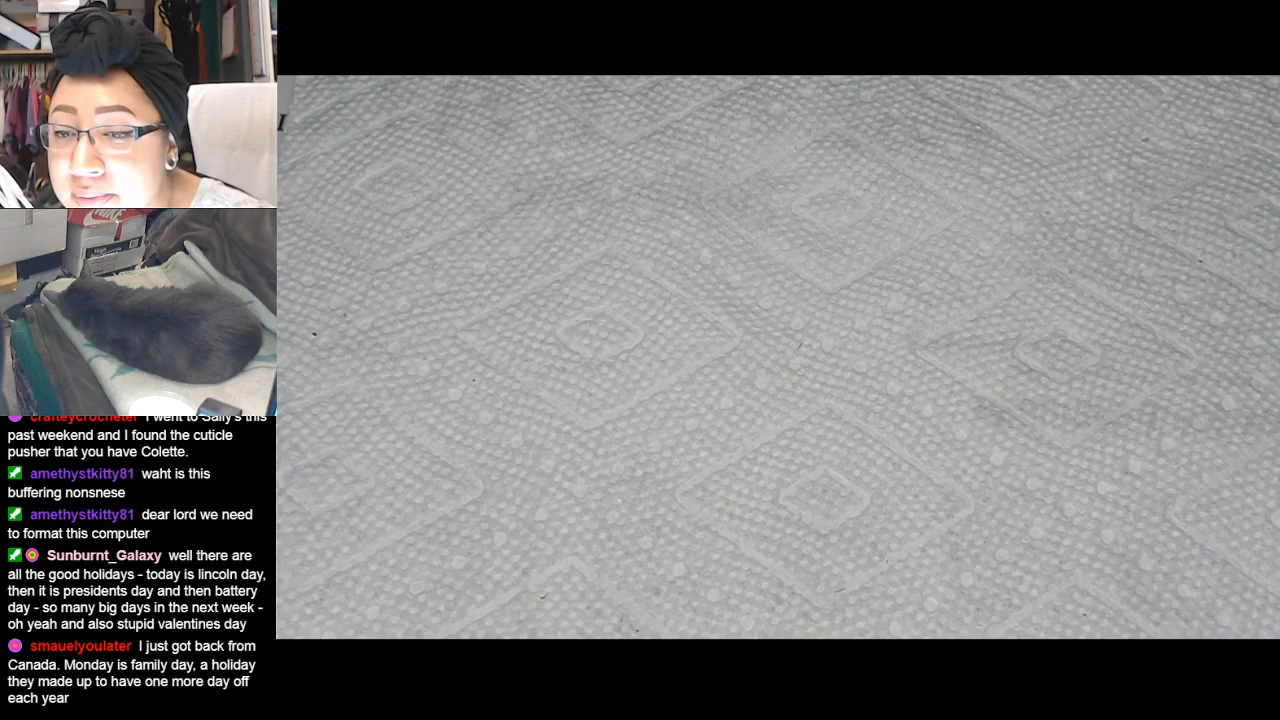 I
High
crafteycrocheter I went to Sally's this
past weekend and I found the cuticle
pusher that you have Colette.
amethystkitty81 waht is this
buffering nonsnese
amethystkitty81 dear lord we need
to format this computer
Sunburnt_Galaxy well there are
all the good holidays - today is lincoln day,
then it is presidents day and then battery
day - so many big days in the next week -
oh yeah and also stupid valentines day
smauelyoulater I just got back from
Canada. Monday is family day, a holiday
they made up to have one more day off
each year